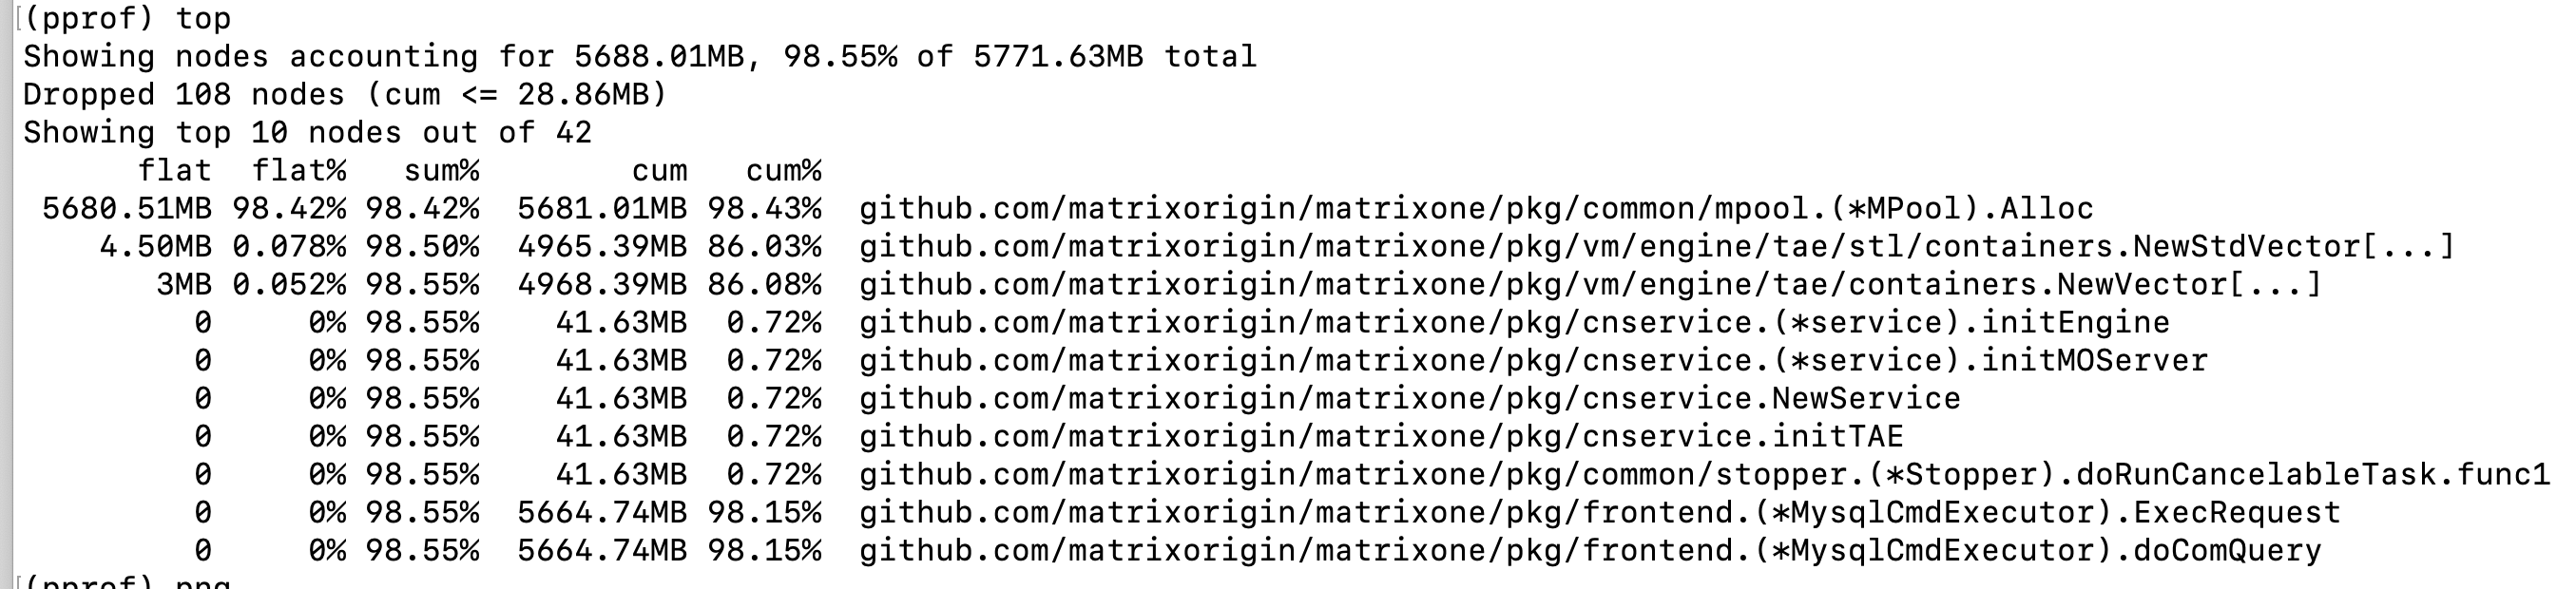 (pprof) top
Showing nodes accounting for 5688.01MB, 98.55% of 5771.63MB total
Dropped 108 nodes (cum <= 28.86MB)
Showing top 10 nodes out of 42
      flat  flat%   sum%        cum   cum%
 5680.51MB 98.42% 98.42%  5681.01MB 98.43%  github.com/matrixorigin/matrixone/pkg/common/mpool.(*MPool).Alloc
    4.50MB 0.078% 98.50%  4965.39MB 86.03%  github.com/matrixorigin/matrixone/pkg/vm/engine/tae/stl/containers.NewStdVector[...]
       3MB 0.052% 98.55%  4968.39MB 86.08%  github.com/matrixorigin/matrixone/pkg/vm/engine/tae/containers.NewVector[...]
         0     0% 98.55%    41.63MB  0.72%  github.com/matrixorigin/matrixone/pkg/cnservice.(*service).initEngine
         0     0% 98.55%    41.63MB  0.72%  github.com/matrixorigin/matrixone/pkg/cnservice.(*service).initMOServer
         0     0% 98.55%    41.63MB  0.72%  github.com/matrixorigin/matrixone/pkg/cnservice.NewService
         0     0% 98.55%    41.63MB  0.72%  github.com/matrixorigin/matrixone/pkg/cnservice.initTAE
         0     0% 98.55%    41.63MB  0.72%  github.com/matrixorigin/matrixone/pkg/common/stopper.(*Stopper).doRunCancelableTask.func1
         0     0% 98.55%  5664.74MB 98.15%  github.com/matrixorigin/matrixone/pkg/frontend.(*MysqlCmdExecutor).ExecRequest
         0     0% 98.55%  5664.74MB 98.15%  github.com/matrixorigin/matrixone/pkg/frontend.(*MysqlCmdExecutor).doComQuery
(pprof) png